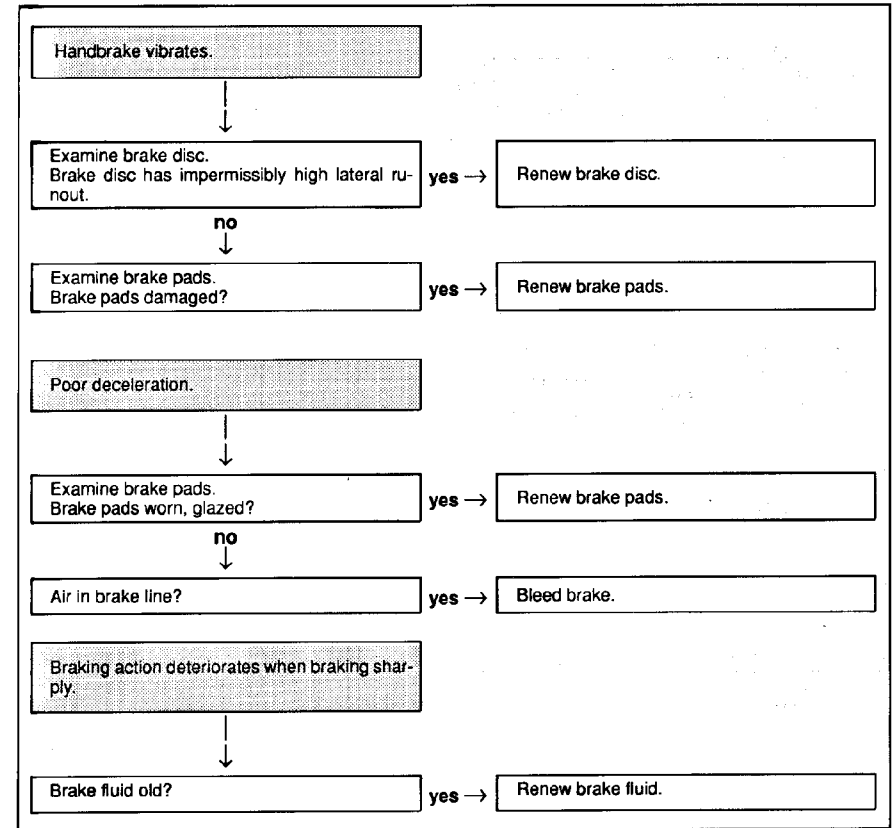 Handbrake vibrates.
Examine brake disc.
Brake disc has impermissibly high lateral ru-
nout.
yes →
Renew brake disc.
no
Examine brake pads.
Brake pads damaged?
yes →
Renew brake pads.
Poor deceleration.
Examine brake pads.
Brake pads worn, glazed?
yes →
Renew brake pads.
no
Air in brake line?
yes →
Bleed brake.
Braking action deteriorates when braking shar-
ply.
Brake fluid old?
yes →
Renew brake fluid.